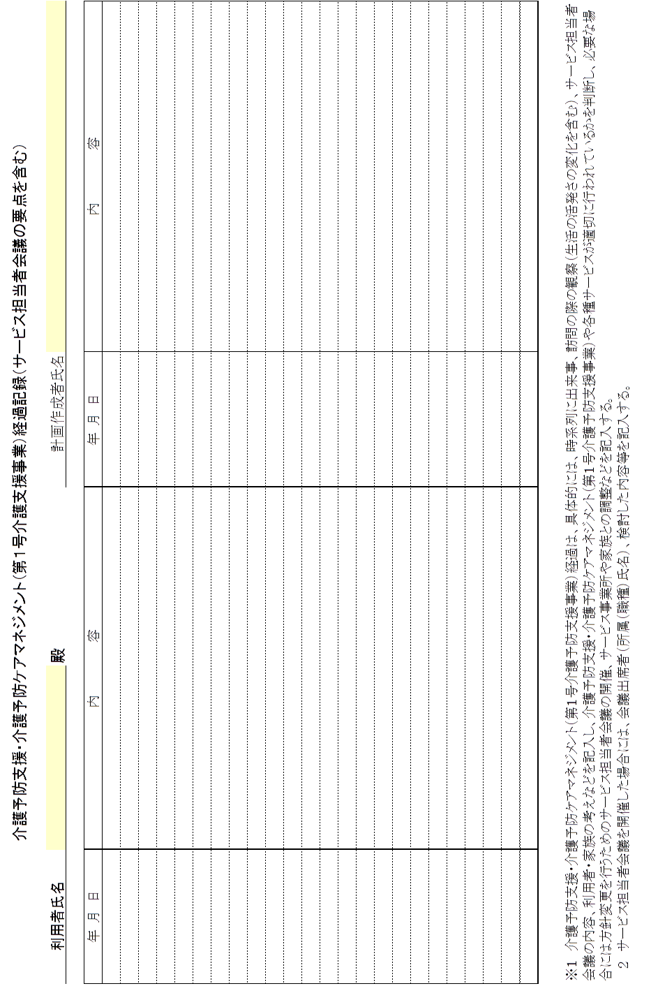 介護予防支援・介護予防ケアマネジメント（第１号介護支援事業）経過記録（サービス担当者会議の要点を含む）
利用者氏名　殿　計画作成者氏名
年 月 日　内　容　年 月 日　内　容
※１　介護予防支援・介護予防ケアマネジメント（第１号介護予防支援事業）経過は、具体的には、時系列に出来事、訪問の際の観察（生活の活発さの変化を含む）、サービス担当者
会議の内容、利用者・家族の考えなどを記入し、介護予防支援・介護予防ケアマネジメント（第１号介護予防支援事業）や各種サービスが適切に行われているかを判断し、必要な場
合には方針変更を行うためのサービス担当者会議の開催、サービス事業所や家族との調整などを記入する。
２　サービス担当者会議を開催した場合には、会議出席者（所属（職種）氏名）、検討した内容等を記入する。